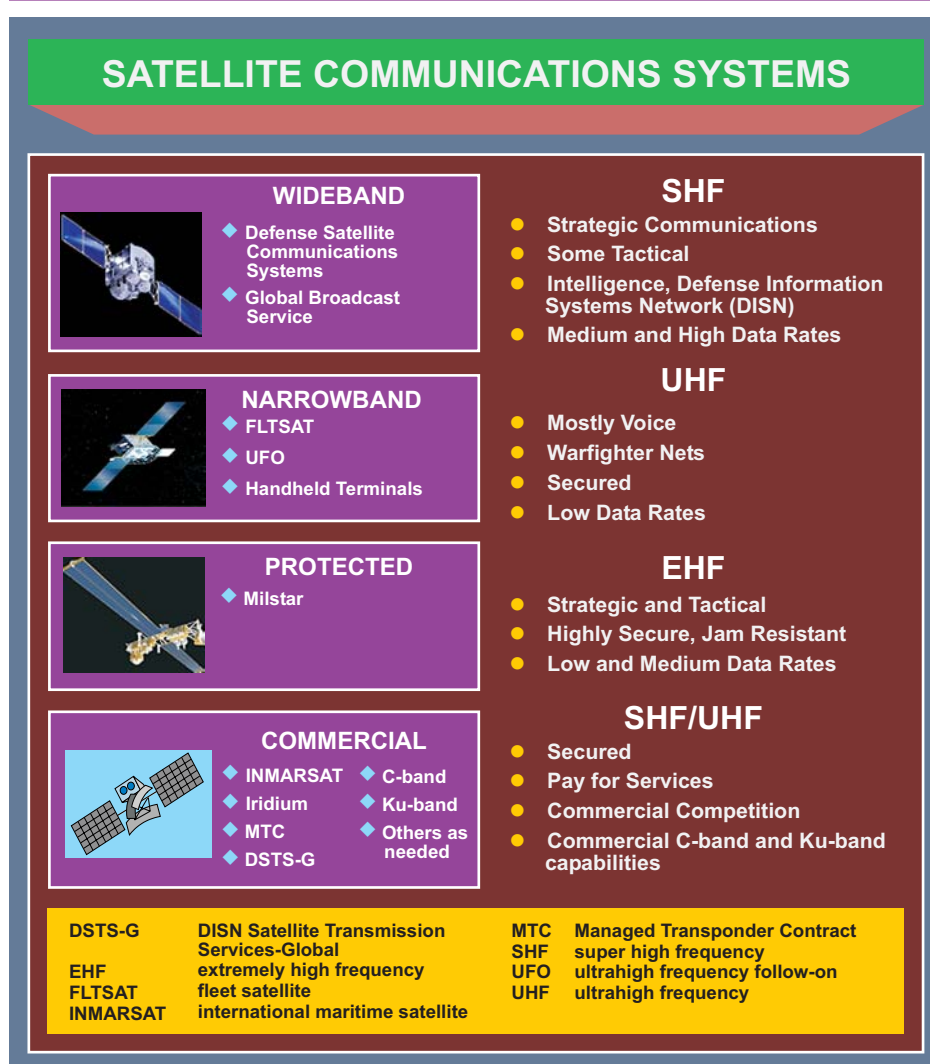 SATELLITE COMMUNICATIONS SYSTEMS
WIDEBAND
Defense Satellite
Communications
Systems
Global Broadcast
Service
SHF
Strategic Communications
Some Tactical
Intelligence, Defense Information
Systems Network (DISN)
Medium and High Data Rates
NARROWBAND
FLTSAT
UFO
Handheld Terminals
UHF
Mostly Voice
Warfighter Nets
Secured
Low Data Rates
PROTECTED
Milstar
EHF
Strategic and Tactical
Highly Secure, Jam Resistant
Low and Medium Data Rates
COMMERCIAL
INMARSAT
Iridium
MTC
DSTS-G
C-band
Ku-band
Others as
needed
SHF/UHF
Secured
Pay for Services
Commercial Competition
Commercial C-band and Ku-band
capabilities
DSTS-G DISN Satellite Transmission
Services-Global
EHF extremely high frequency
FLTSAT fleet satellite
INMARSAT international maritime satellite
MTC Managed Transponder Contract
SHF super high frequency
UFO ultrahigh frequency follow-on
UHF ultrahigh frequency